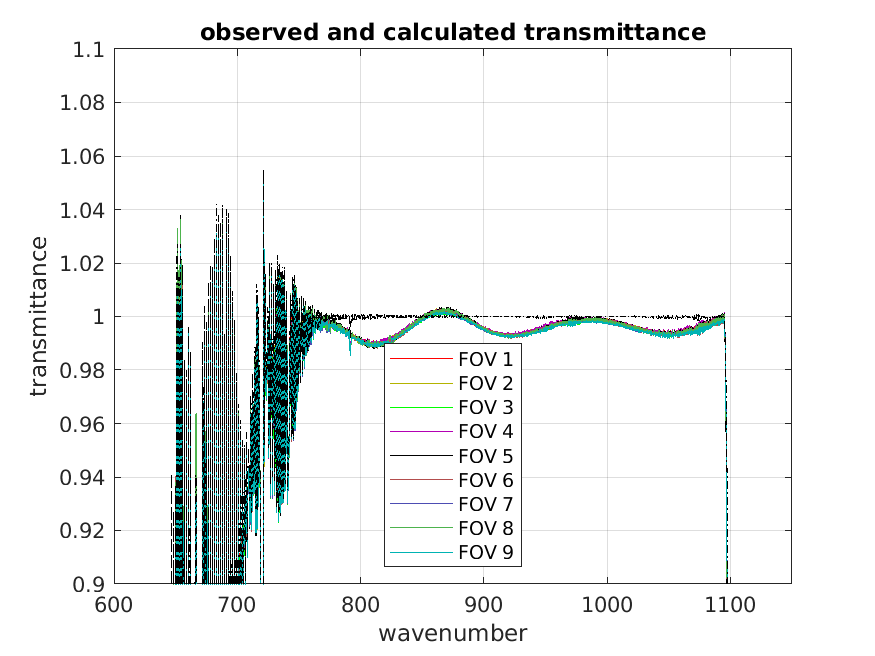 observed and calculated transmittance
1.1
1.08
1.06
1.04
1.02
1
0.98
0.96
0.94
0.92
0.9
transmittance
FOV 1
FOV 2
FOV 3
FOV 4
FOV 5
FOV 6
FOV 7
FOV 8
FOV 9
600 700 800 900 1000 1100
wavenumber